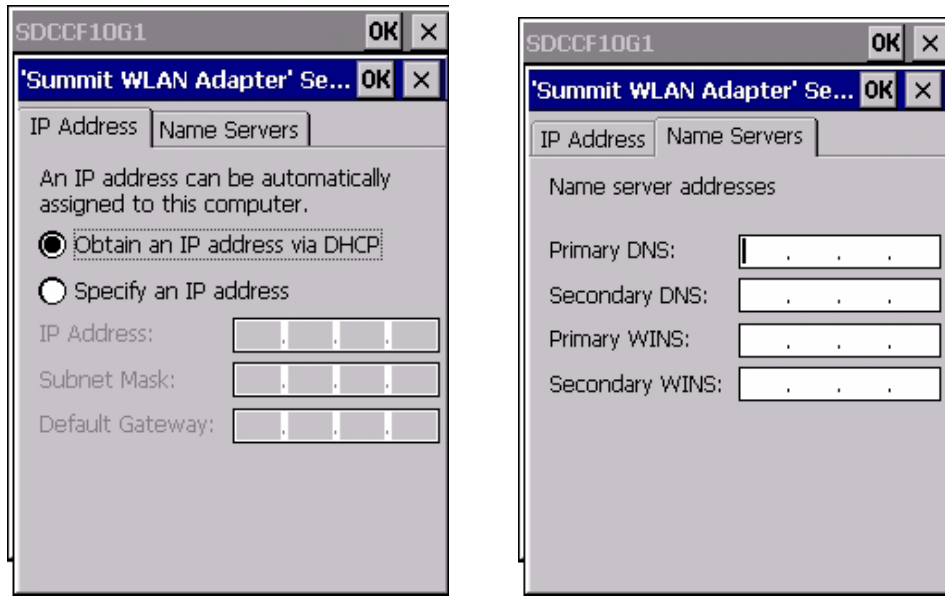 SDCCF10G1 OK ×
'Summit WLAN Adapter' Se... OK ×
IP Address Name Servers
An IP address can be automatically
assigned to this computer.
Obtain an IP address via DHCP
Specify an IP address
IP Address: . . .
Subnet Mask: . . .
Default Gateway: . . .
SDCCF10G1 OK ×
'Summit WLAN Adapter' Se... OK ×
IP Address Name Servers
Name server addresses
Primary DNS: . . .
Secondary DNS: . . .
Primary WINS: . . .
Secondary WINS: . . .